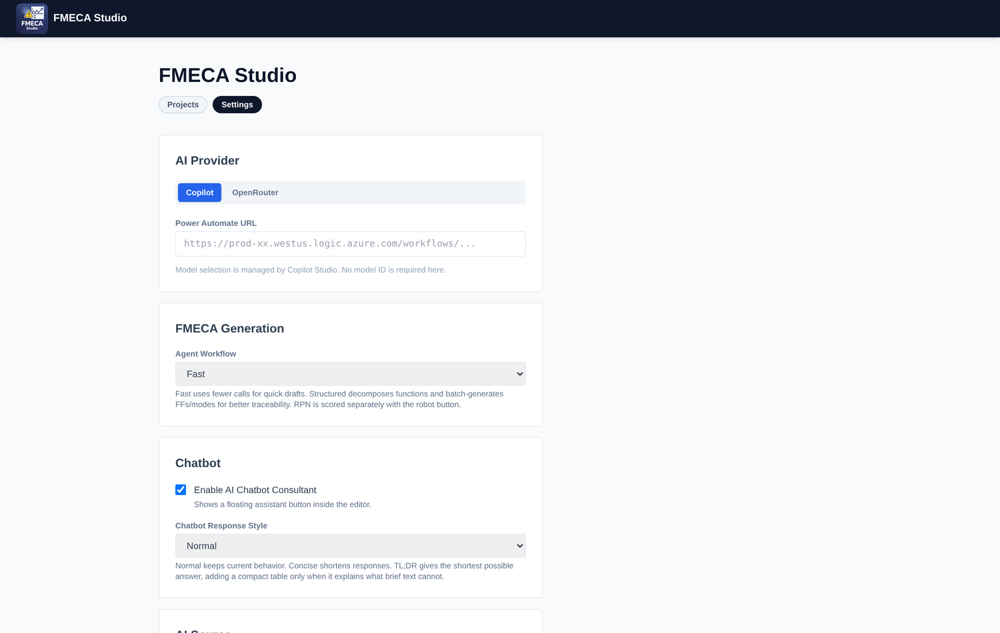 FMECA
Studio
FMECA Studio
FMECA Studio
Projects
Settings
AI Provider
Copilot
OpenRouter
Power Automate URL
https://prod-xx.westus.logic.azure.com/workflows/...
Model selection is managed by Copilot Studio. No model ID is required here.
FMECA Generation
Agent Workflow
Fast
Fast uses fewer calls for quick drafts. Structured decomposes functions and batch-generates
FFs/modes for better traceability. RPN is scored separately with the robot button.
Chatbot
Enable AI Chatbot Consultant
Shows a floating assistant button inside the editor.
Chatbot Response Style
Normal
Normal keeps current behavior. Concise shortens responses. TL;DR gives the shortest possible
answer, adding a compact table only when it explains what brief text cannot.
AI Source